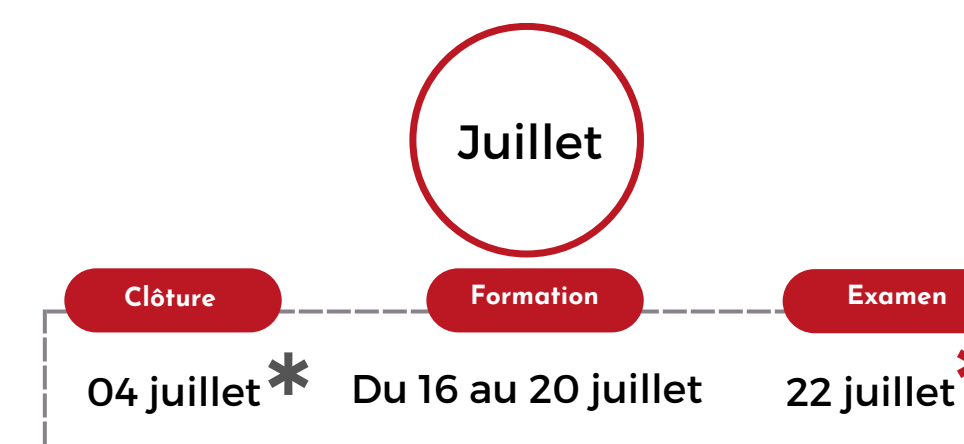 Juillet
Clôture
Formation
Examen
04 juillet*
Du 16 au 20 juillet
22 juillet*